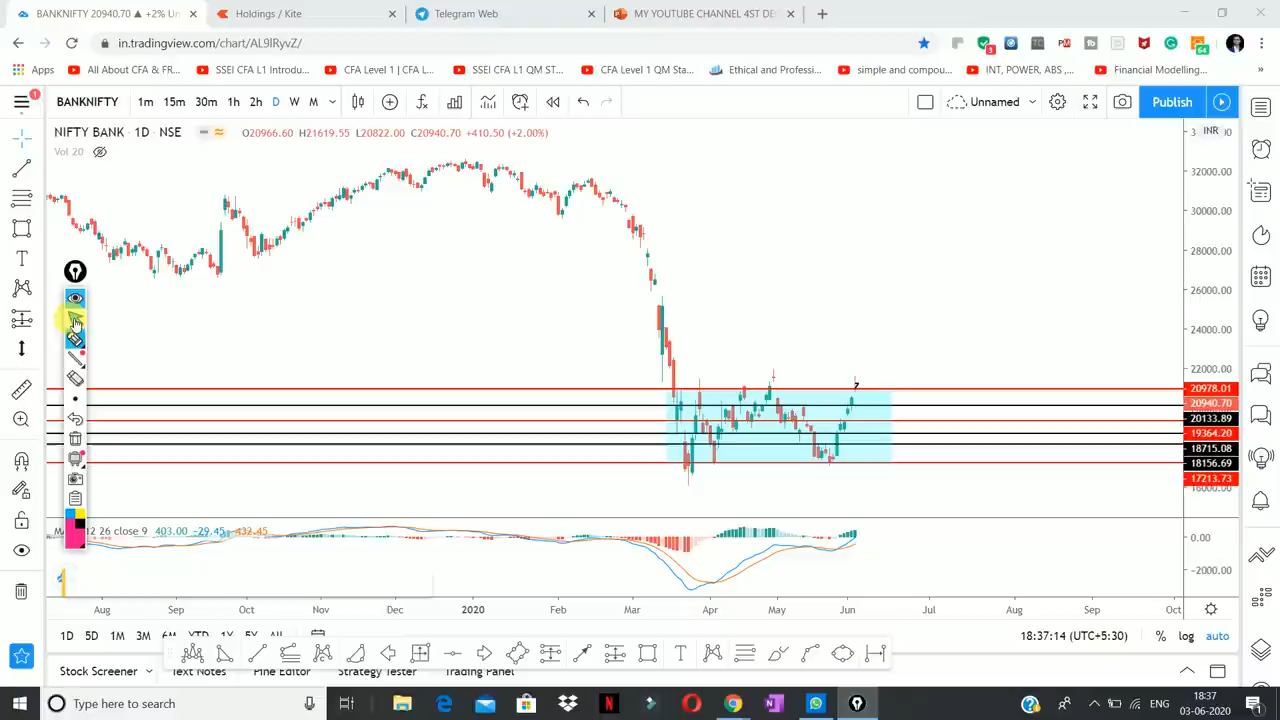 BANKNIFTY 20940.70 ▲ +2% Un
Holdings / Kite
Telegram Web
MY YOUTUBE CHANNEL 4ST DE
in.tradingview.com/chart/AL9lRyvZ/
Apps
All About CFA & FR...
SSEI CFA L1 Introdu...
CFA Level 1 | CFA L...
SSEI CFA L1 QM ST...
CFA Level 1 QM Sta...
Ethical and Professi...
simple and compou...
INT, POWER, ABS ,...
Financial Modelling...
BANKNIFTY 1m 15m 30m 1h 2h D W M
Unnamed
Publish
NIFTY BANK · 1D · NSE
O20966.60 H21619.55 L20822.00 C20940.70 +410.50 (+2.00%)
INR
Vol 20
32000.00
30000.00
28000.00
26000.00
24000.00
22000.00
20978.01
20940.70
20133.89
19364.20
18715.08
18156.69
17213.73
12 26 close 9 403.00 -29.45 -432.45
0.00
-2000.00
Aug Sep Oct Nov Dec 2020 Feb Mar Apr May Jun Jul Aug Sep Oct
1D 5D 1M 3M 6M YTD 1Y 5Y All
18:37:14 (UTC+5:30) % log auto
Stock Screener Text Notes Pine Editor Strategy Tester Trading Panel
Type here to search
ENG
18:37
03-06-2020